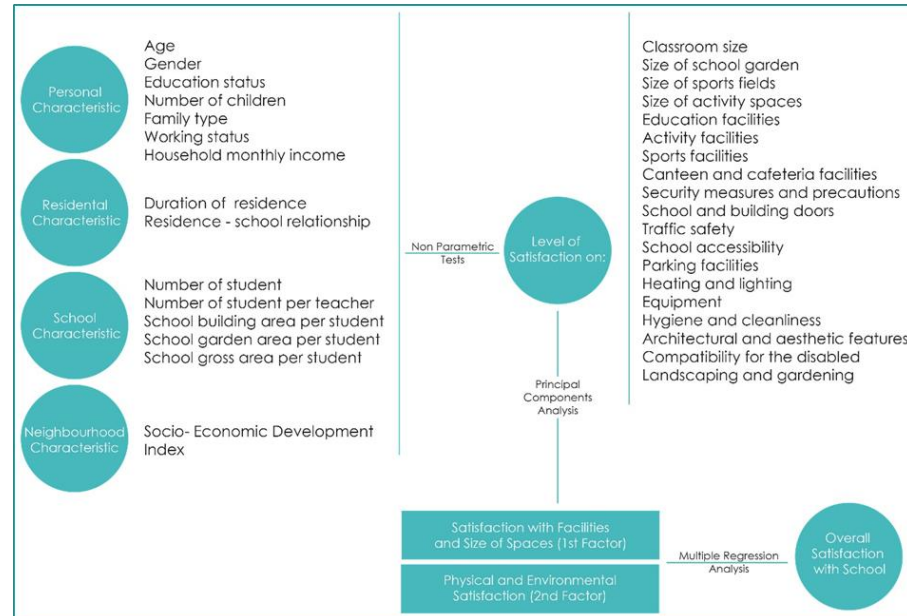 Personal
Characteristic
Age
Gender
Education status
Number of children
Family type
Working status
Household monthly income
Residental
Characteristic
Duration of residence
Residence - school relationship
School
Characteristic
Number of student
Number of student per teacher
School building area per student
School garden area per student
School gross area per student
Neighbourhood
Characteristic
Socio- Economic Development
Index
Non Parametric
Tests
Level of
Satisfaction on:
Classroom size
Size of school garden
Size of sports fields
Size of activity spaces
Education facilities
Activity facilities
Sports facilities
Canteen and cafeteria facilities
Security measures and precautions
School and building doors
Traffic safety
School accessibility
Parking facilities
Heating and lighting
Equipment
Hygiene and cleanliness
Architectural and aesthetic features
Compatibility for the disabled
Landscaping and gardening
Principal
Components
Analysis
Satisfaction with Facilities
and Size of Spaces (1st Factor)
Physical and Environmental
Satisfaction (2nd Factor)
Multiple Regression
Analysis
Overall
Satisfaction
with School